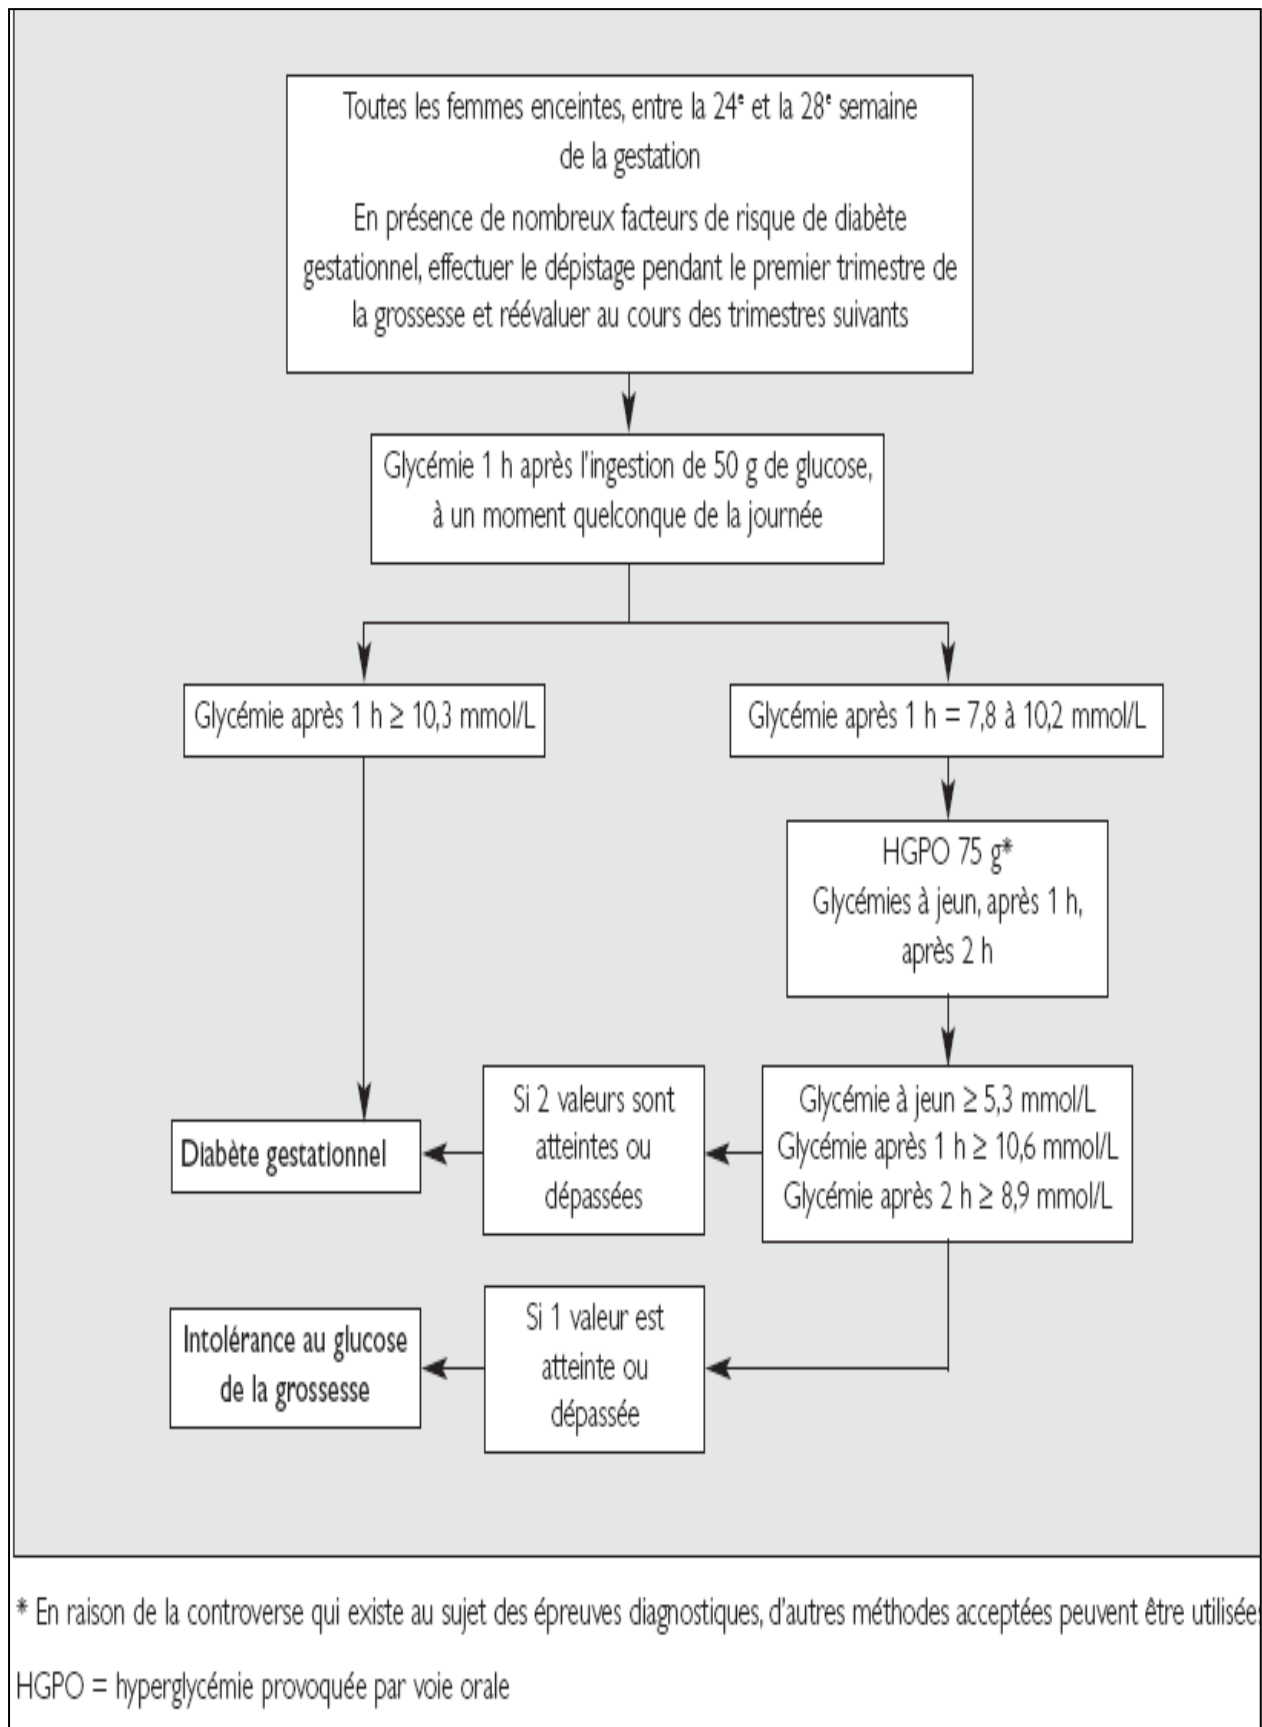 Toutes les femmes enceintes, entre la 24e et la 28e semaine
de la gestation
En présence de nombreux facteurs de risque de diabète
gestationnel, effectuer le dépistage pendant le premier trimestre de
la grossesse et réévaluer au cours des trimestres suivants
Glycémie 1 h après l'ingestion de 50 g de glucose,
à un moment quelconque de la journée
Glycémie après 1 h ≥ 10,3 mmol/L
Glycémie après 1 h = 7,8 à 10,2 mmol/L
HGPO 75 g*
Glycémies à jeun, après 1 h,
après 2 h
Glycémie à jeun ≥ 5,3 mmol/L
Glycémie après 1 h ≥ 10,6 mmol/L
Glycémie après 2 h ≥ 8,9 mmol/L
Si 2 valeurs sont
atteintes ou
dépassées
Diabète gestationnel
Si 1 valeur est
atteinte ou
dépassée
Intolérance au glucose
de la grossesse
* En raison de la controverse qui existe au sujet des épreuves diagnostiques, d'autres méthodes acceptées peuvent être utilisées
HGPO = hyperglycémie provoquée par voie orale